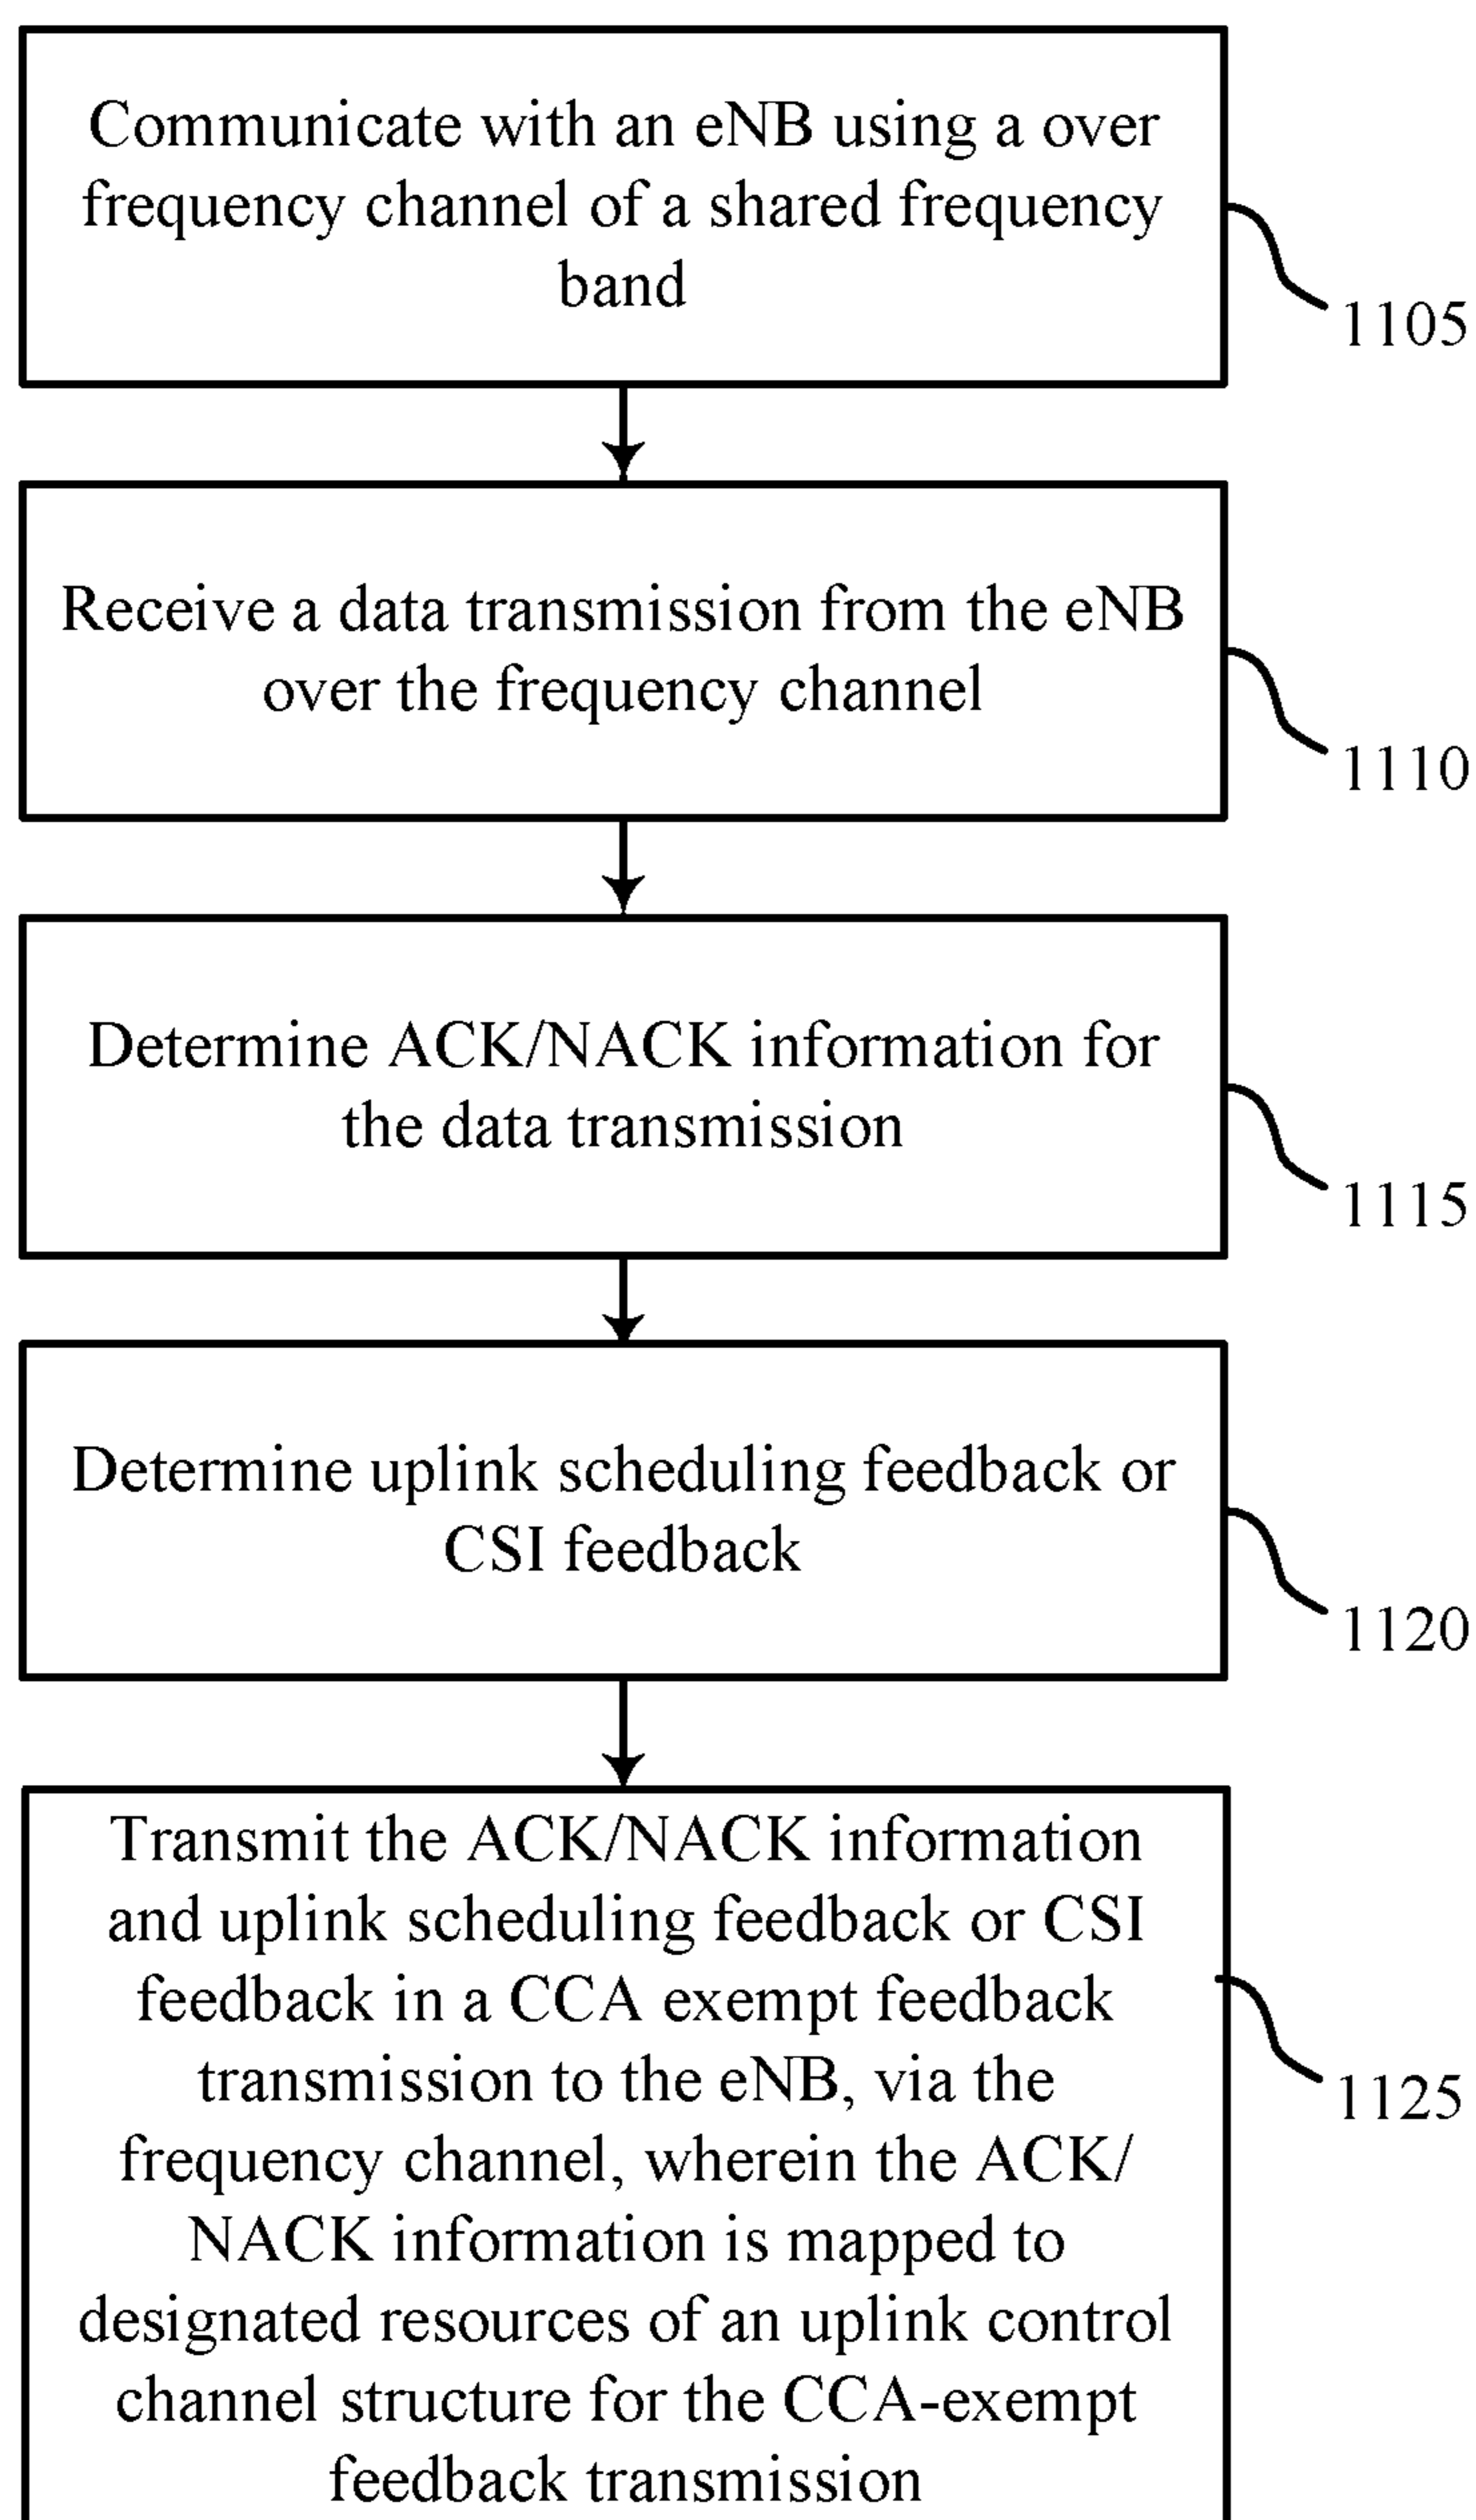 Communicate with an eNB using a over
frequency channel of a shared frequency
band
1105
Receive a data transmission from the eNB
over the frequency channel
1110
Determine ACK/NACK information for
the data transmission
1115
Determine uplink scheduling feedback or
CSI feedback
1120
Transmit the ACK/NACK information
and uplink scheduling feedback or CSI
feedback in a CCA exempt feedback
transmission to the eNB, via the
frequency channel, wherein the ACK/
NACK information is mapped to
designated resources of an uplink control
channel structure for the CCA-exempt
feedback transmission
1125